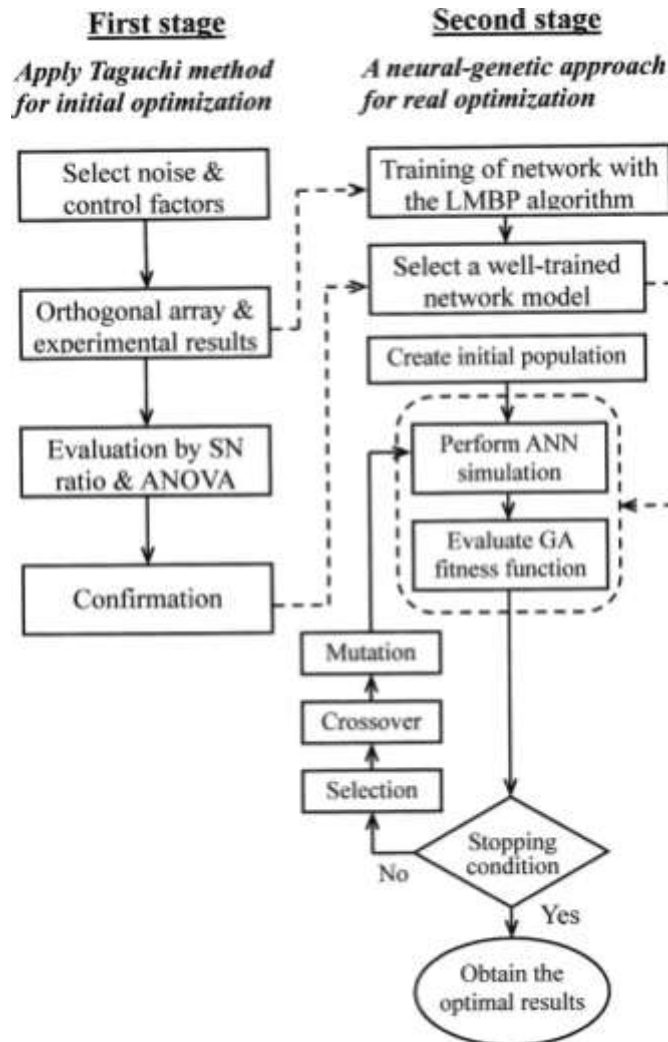 First stage
Apply Taguchi method
for initial optimization
Select noise &
control factors
Orthogonal array &
experimental results
Evaluation by SN
ratio & ANOVA
Confirmation
Second stage
A neural-genetic approach
for real optimization
Training of network with
the LMBP algorithm
Select a well-trained
network model
Create initial population
Perform ANN
simulation
Evaluate GA
fitness function
Mutation
Crossover
Selection
Stopping
condition
No
Yes
Obtain the
optimal results